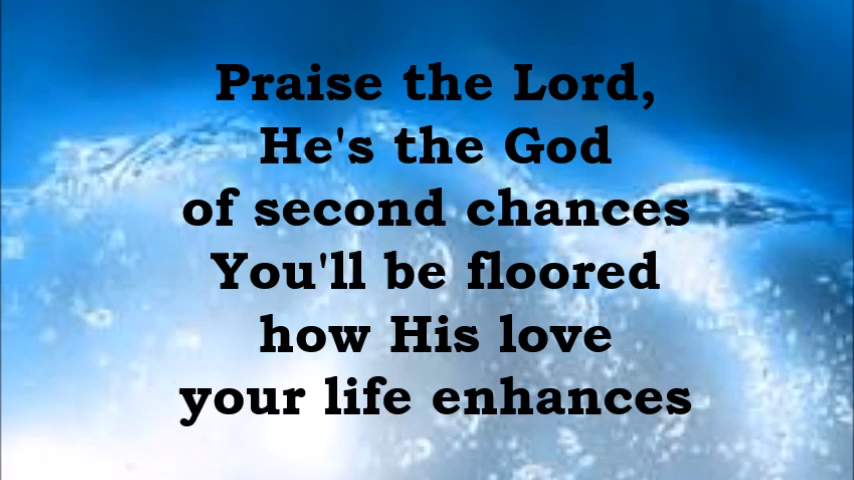 Praise the Lord,
He's the God
of second chances
You'll be floored
how His love
your life enhances